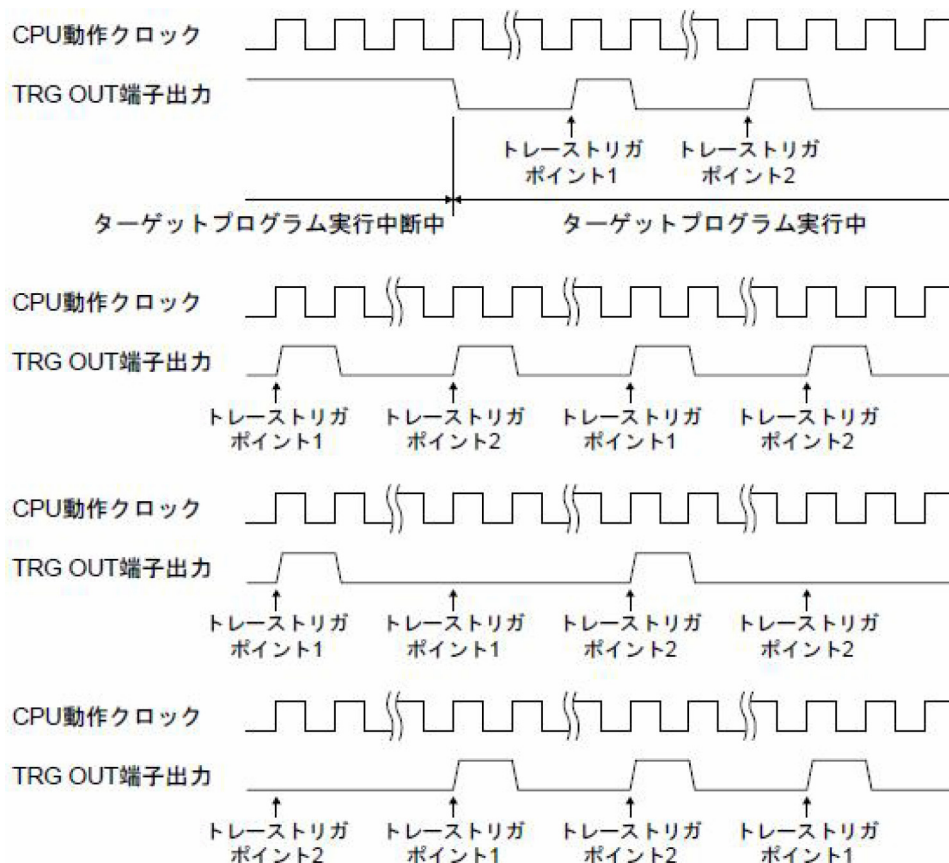 CPU動作クロック
TRG OUT端子出力
トレーストリガ
ポイント1
トレーストリガ
ポイント2
ターゲットプログラム実行中断中
ターゲットプログラム実行中
CPU動作クロック
TRG OUT端子出力
トレーストリガ
ポイント1
トレーストリガ
ポイント2
トレーストリガ
ポイント1
トレーストリガ
ポイント2
CPU動作クロック
TRG OUT端子出力
トレーストリガ
ポイント1
トレーストリガ
ポイント1
トレーストリガ
ポイント2
トレーストリガ
ポイント2
CPU動作クロック
TRG OUT端子出力
トレーストリガ
ポイント2
トレーストリガ
ポイント1
トレーストリガ
ポイント2
トレーストリガ
ポイント1